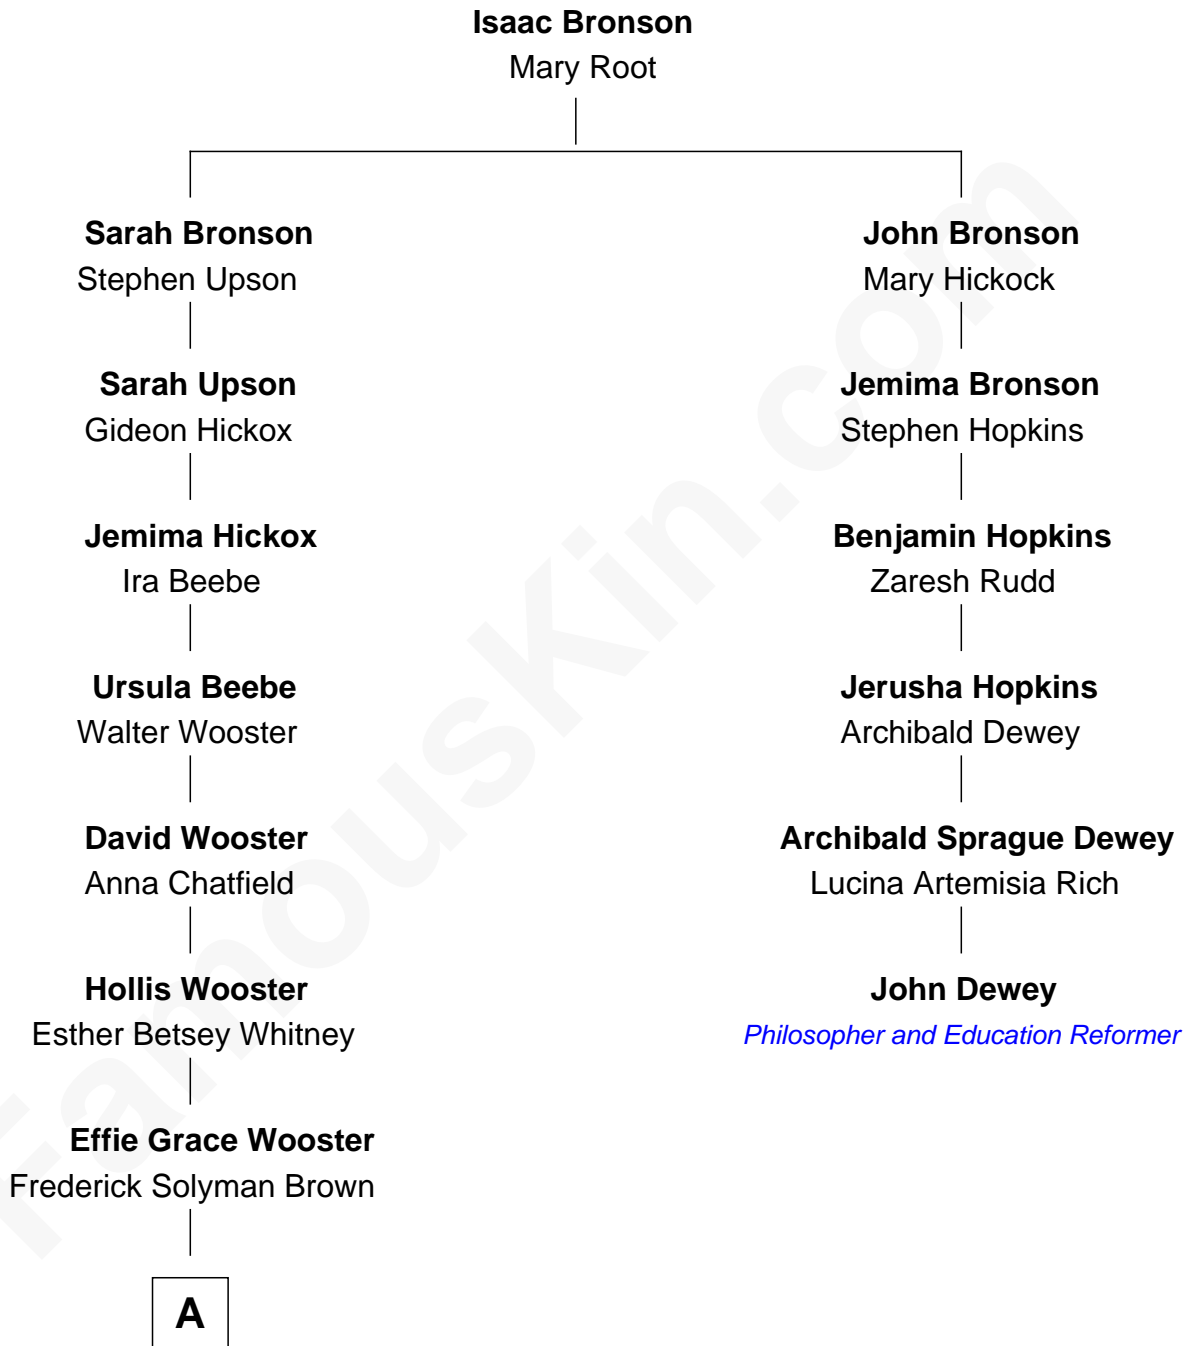 Isaac Bronson
Mary Root
Sarah Bronson
Stephen Upson
John Bronson
Mary Hickock
Sarah Upson
Gideon Hickox
Jemima Bronson
Stephen Hopkins
Jemima Hickox
Ira Beebe
Benjamin Hopkins
Zaresh Rudd
Ursula Beebe
Walter Wooster
Jerusha Hopkins
Archibald Dewey
David Wooster
Anna Chatfield
Archibald Sprague Dewey
Lucina Artemisia Rich
Hollis Wooster
Esther Betsey Whitney
John Dewey
Philosopher and Education Reformer
Effie Grace Wooster
Frederick Solyman Brown
A
FamousKin.com